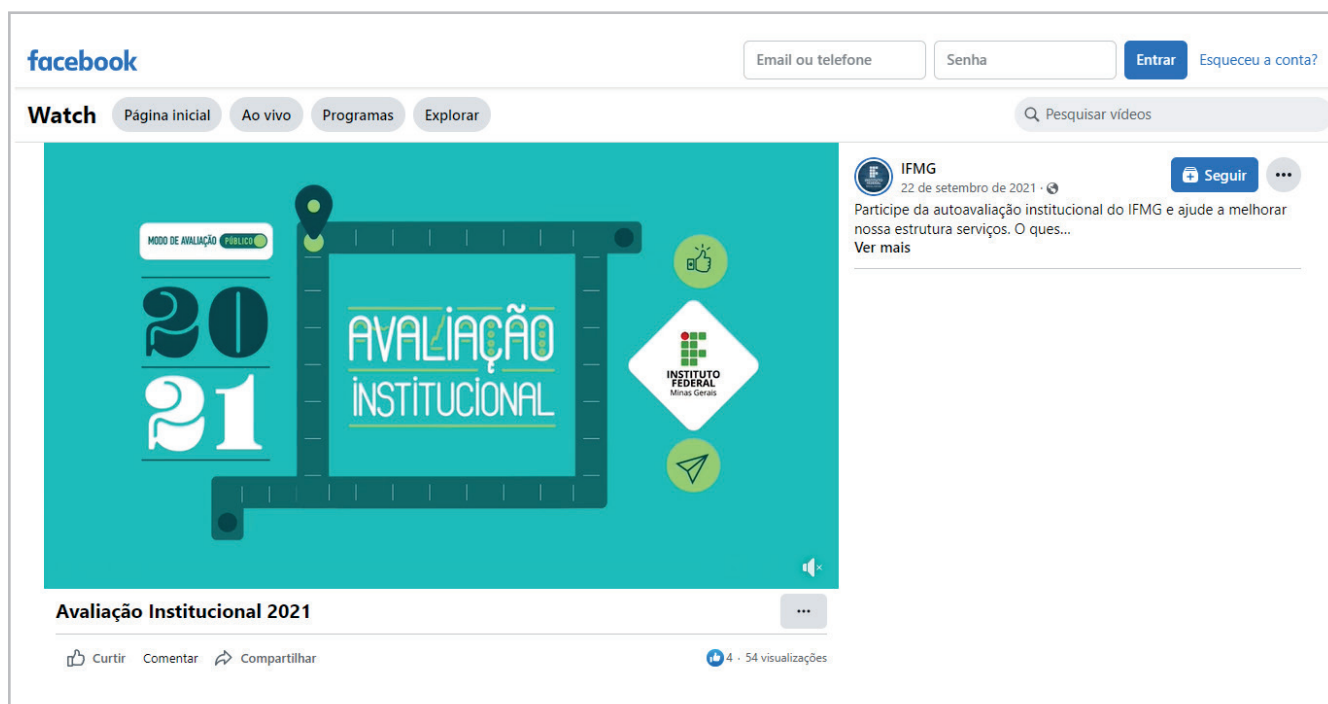 facebook
Email ou telefone
Senha
Entrar
Esqueceu a conta?
Watch
Página inicial
Ao vivo
Programas
Explorar
Pesquisar vídeos
MODO DE AVALIAÇÃO PÚBLICO
20
21
AVALIAÇÃO
INSTITUCIONAL
INSTITUTO
FEDERAL
Minas Gerais
IFMG
22 de setembro de 2021 ·
Seguir
Participe da autoavaliação institucional do IFMG e ajude a melhorar
nossa estrutura serviços. O ques...
Ver mais
Avaliação Institucional 2021
Curtir
Comentar
Compartilhar
4 · 54 visualizações